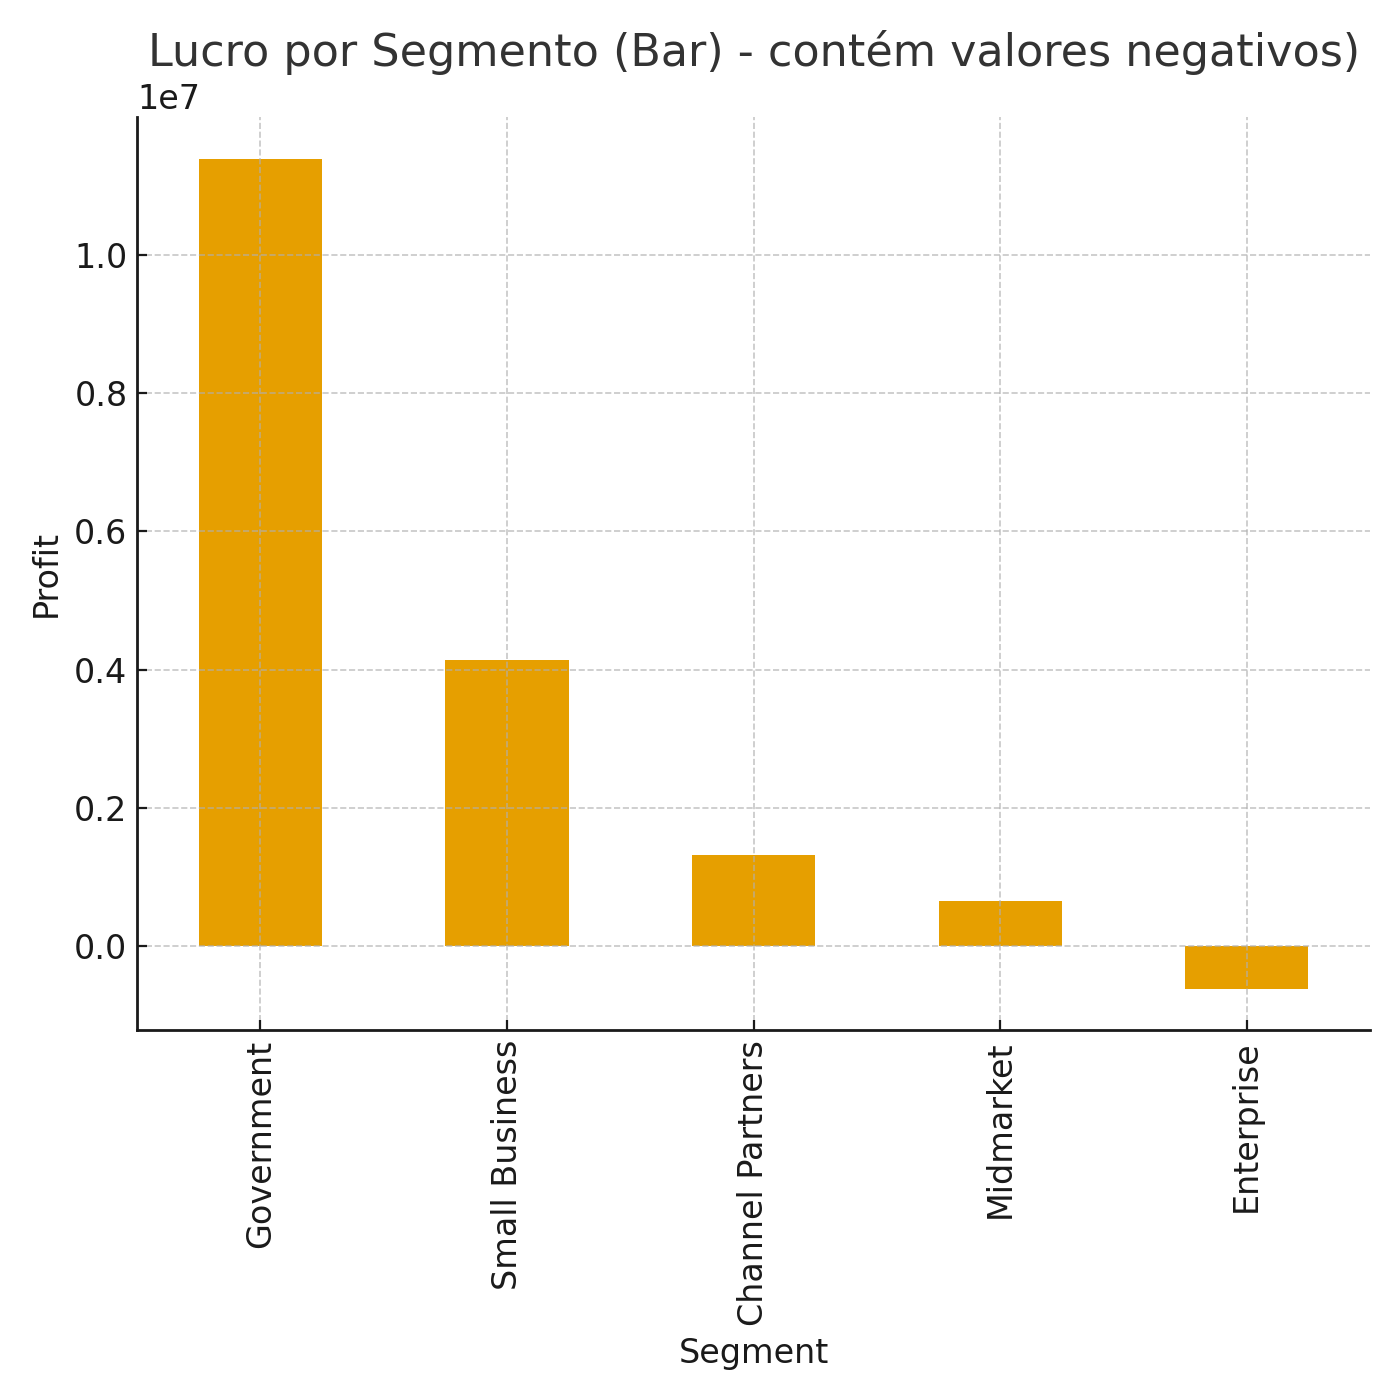 Lucro por Segmento (Bar) - contém valores negativos)
1e7
1.0
0.8
0.6
0.4
0.2
0.0
Profit
Government
Small Business
Channel Partners
Midmarket
Enterprise
Segment